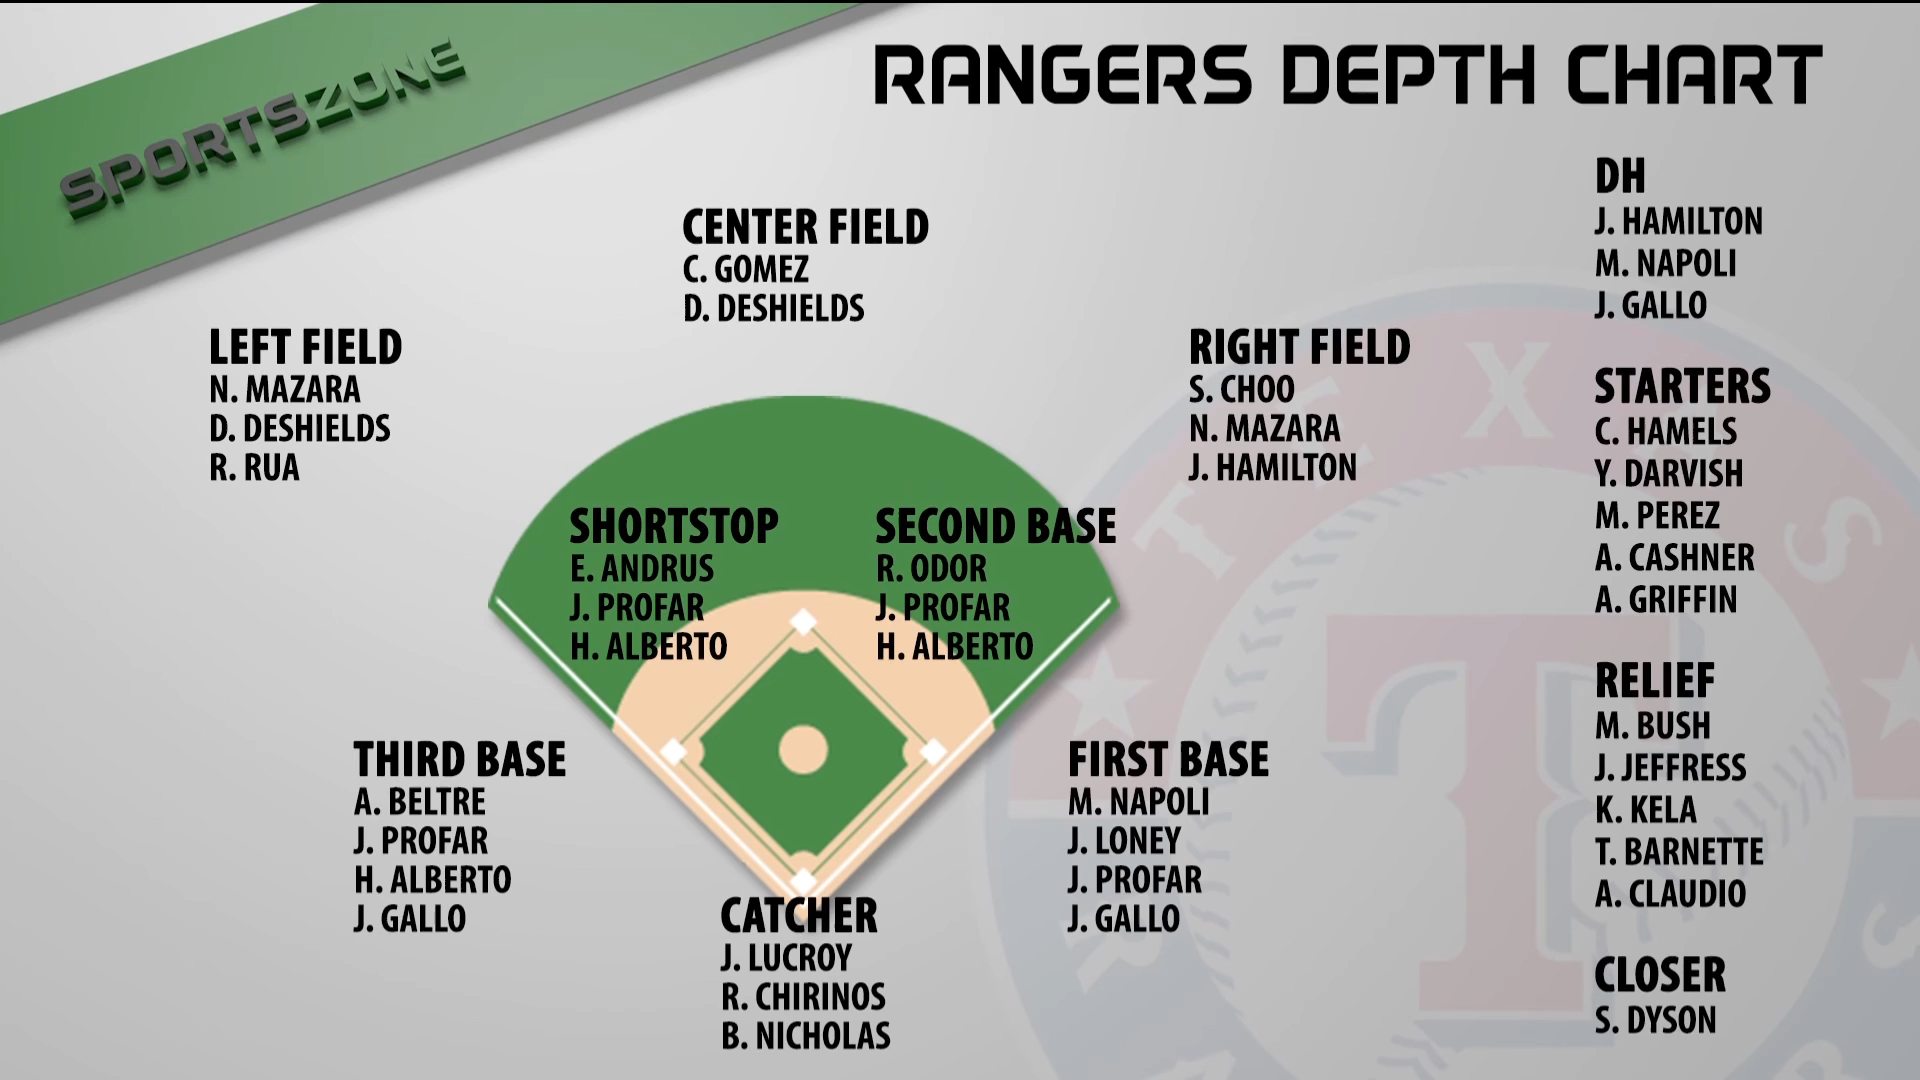 SPORTSZONE
RANGERS DEPTH CHART
CENTER FIELD
C. GOMEZ
D. DESHIELDS
LEFT FIELD
N. MAZARA
D. DESHIELDS
R. RUA
RIGHT FIELD
S. CHOO
N. MAZARA
J. HAMILTON
SHORTSTOP
E. ANDRUS
J. PROFAR
H. ALBERTO
SECOND BASE
R. ODOR
J. PROFAR
H. ALBERTO
THIRD BASE
A. BELTRE
J. PROFAR
H. ALBERTO
J. GALLO
FIRST BASE
M. NAPOLI
J. LONEY
J. PROFAR
J. GALLO
CATCHER
J. LUCROY
R. CHIRINOS
B. NICHOLAS
DH
J. HAMILTON
M. NAPOLI
J. GALLO
STARTERS
C. HAMELS
Y. DARVISH
M. PEREZ
A. CASHNER
A. GRIFFIN
RELIEF
M. BUSH
J. JEFFRESS
K. KELA
T. BARNETTE
A. CLAUDIO
CLOSER
S. DYSON
TEXAS
T